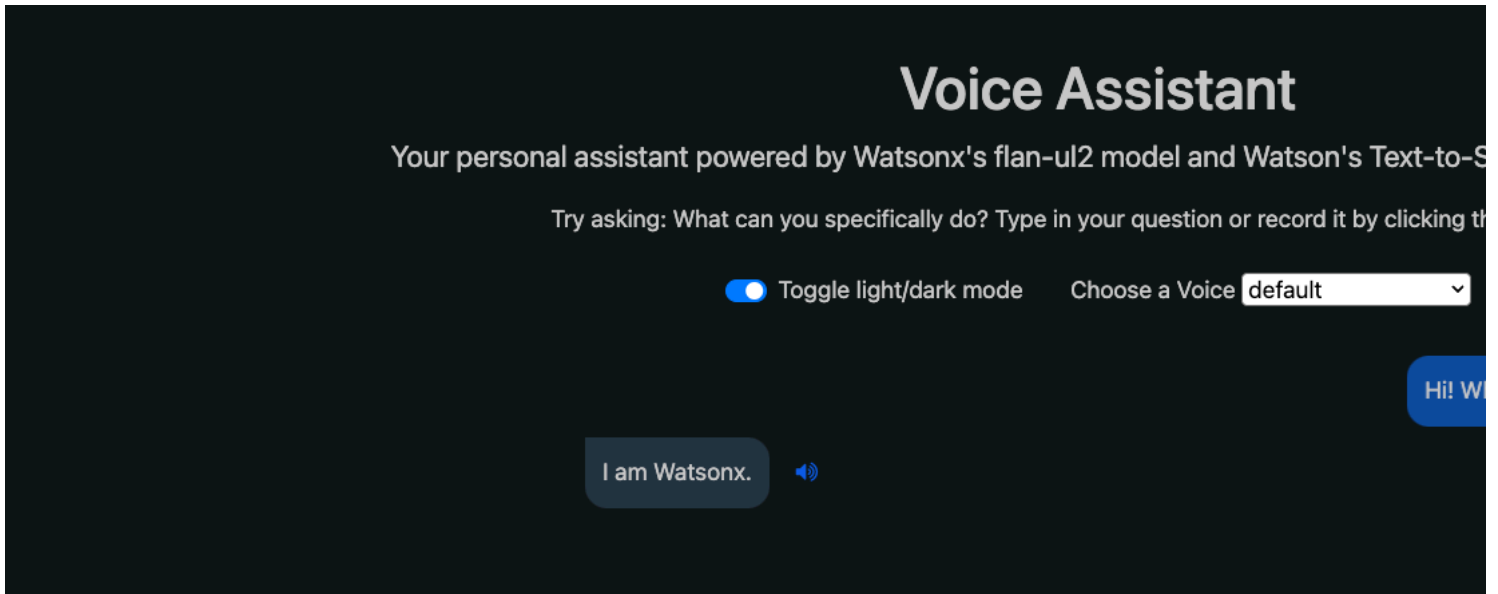 Voice Assistant
Your personal assistant powered by Watsonx's flan-ul2 model and Watson's Text-to-S
Try asking: What can you specifically do? Type in your question or record it by clicking th
Toggle light/dark mode Choose a Voice default
Hi! Wh
I am Watsonx.